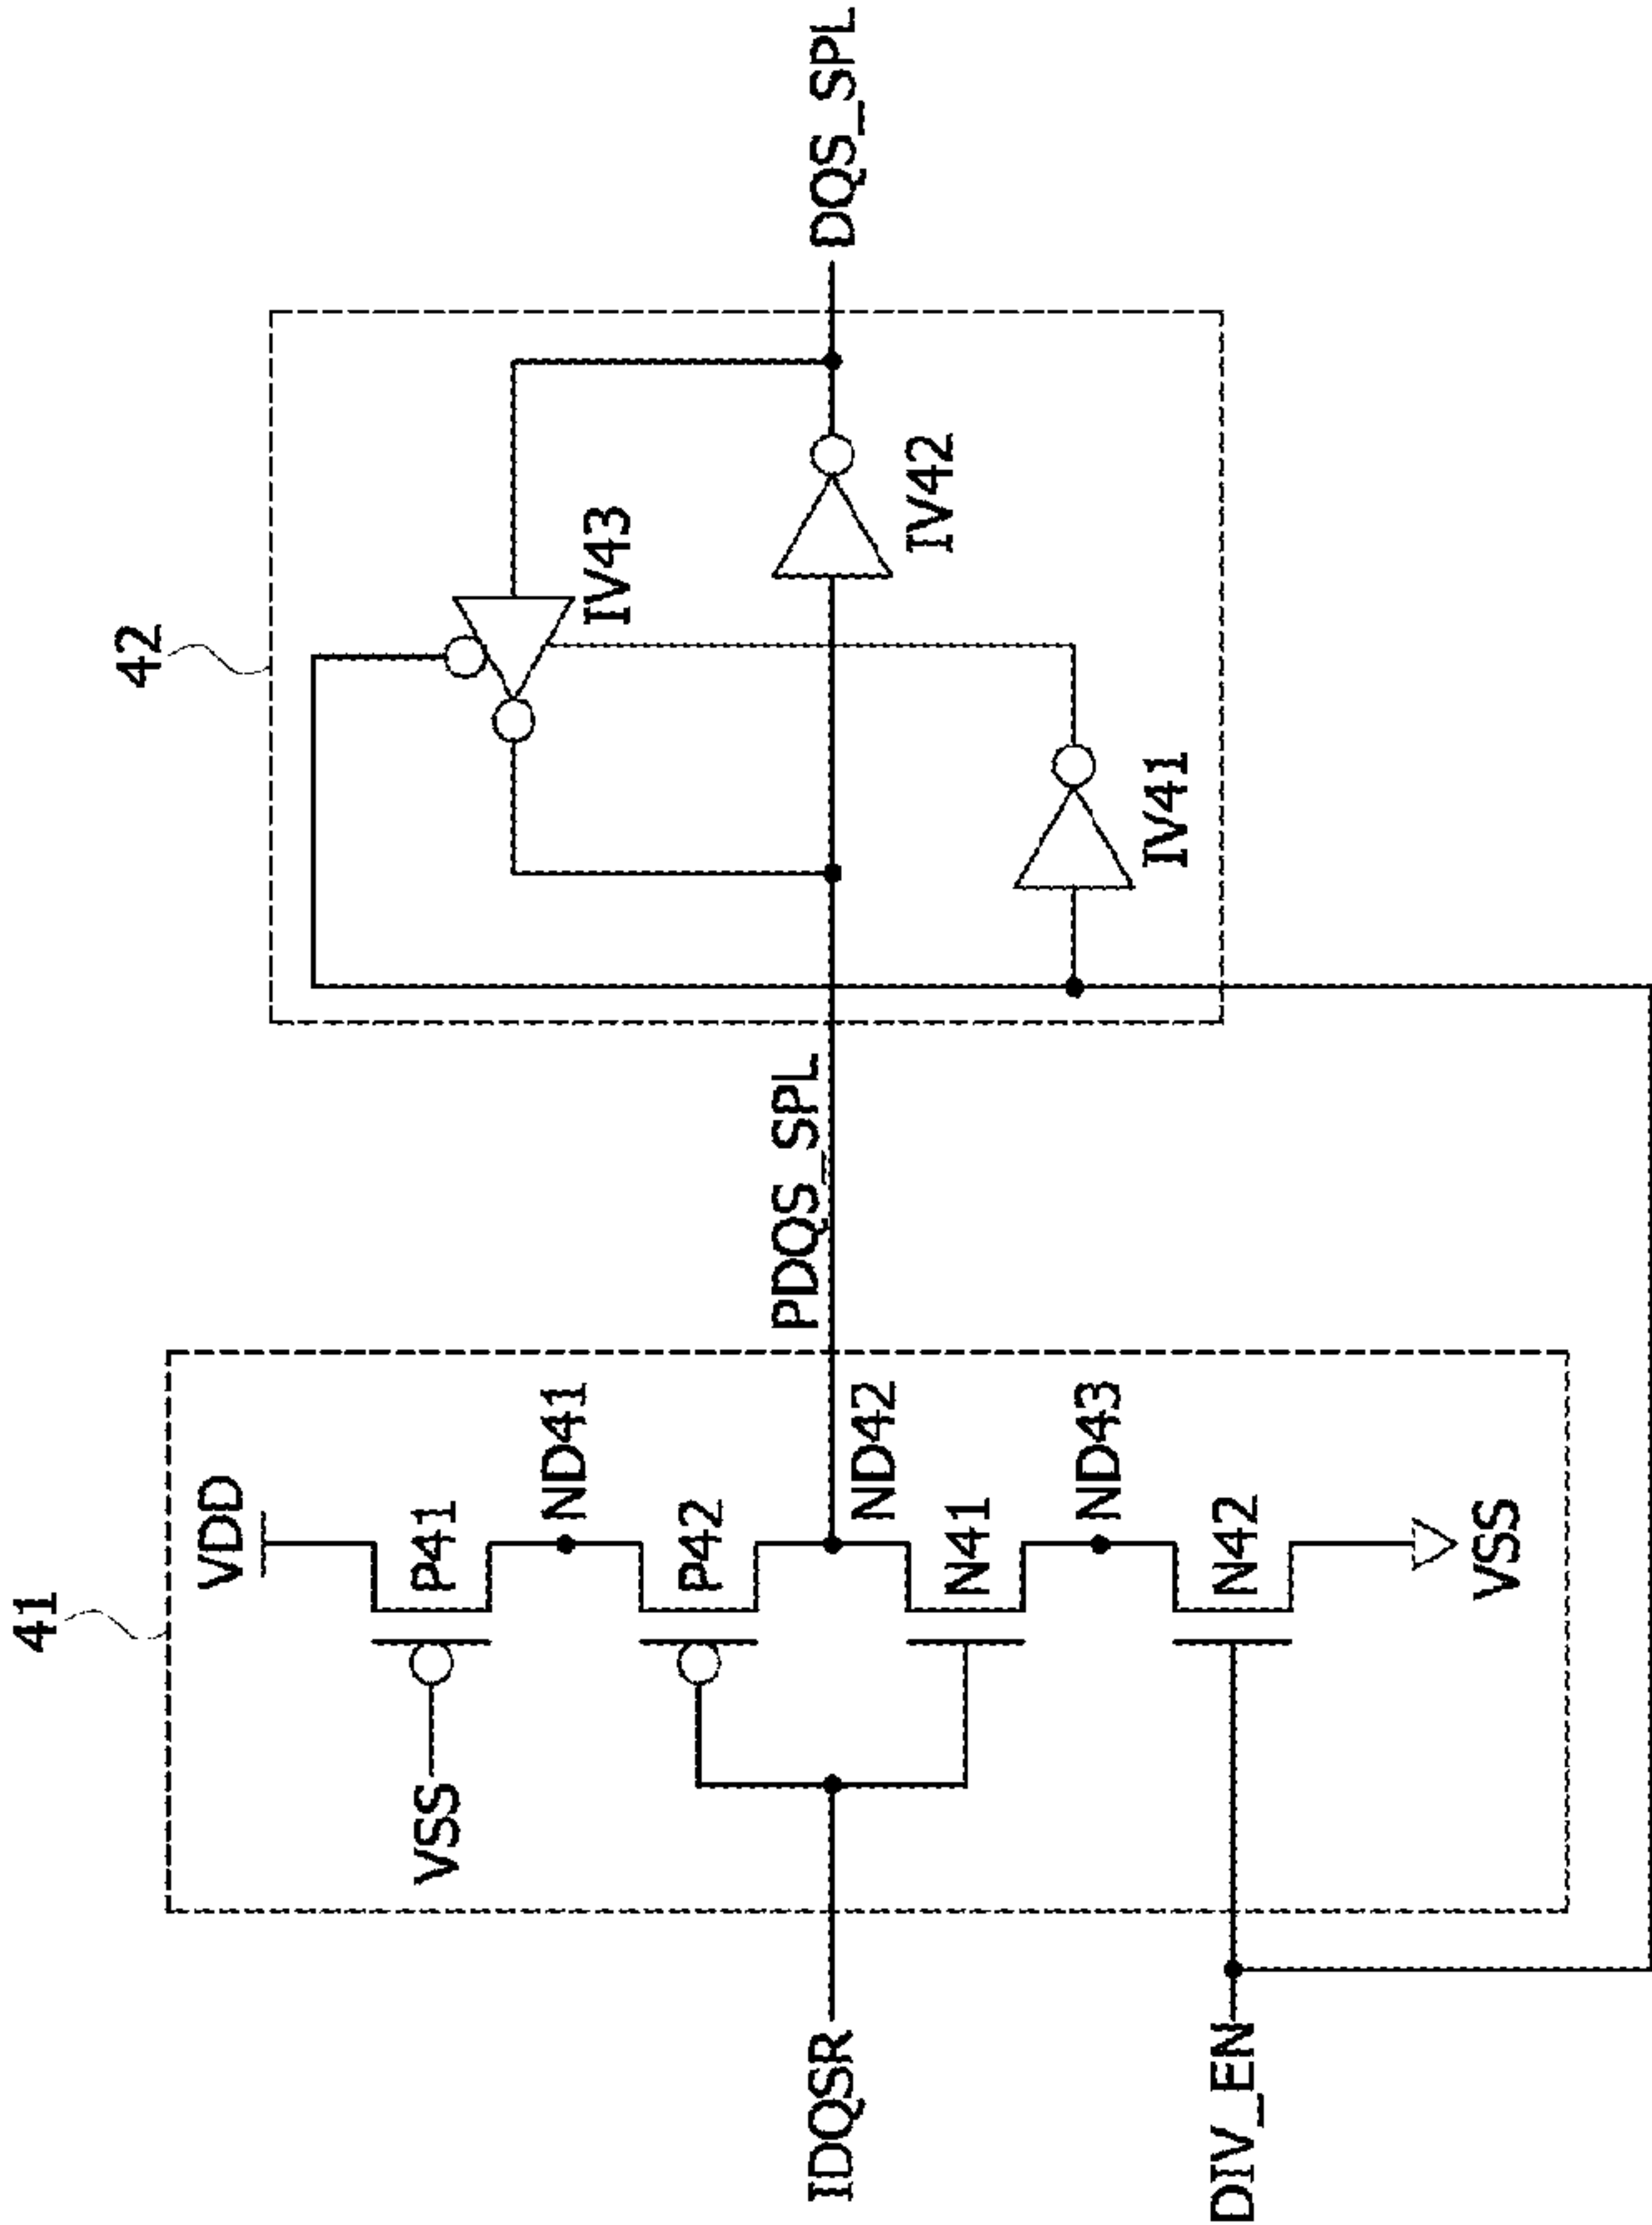 41
VDD
VSS
P41
ND41
P42
IDQSR
ND42
N41
ND43
DIV_EN
N42
VSS
PDQS_SPL
42
IV43
IV42
IV41
DQS_SPL